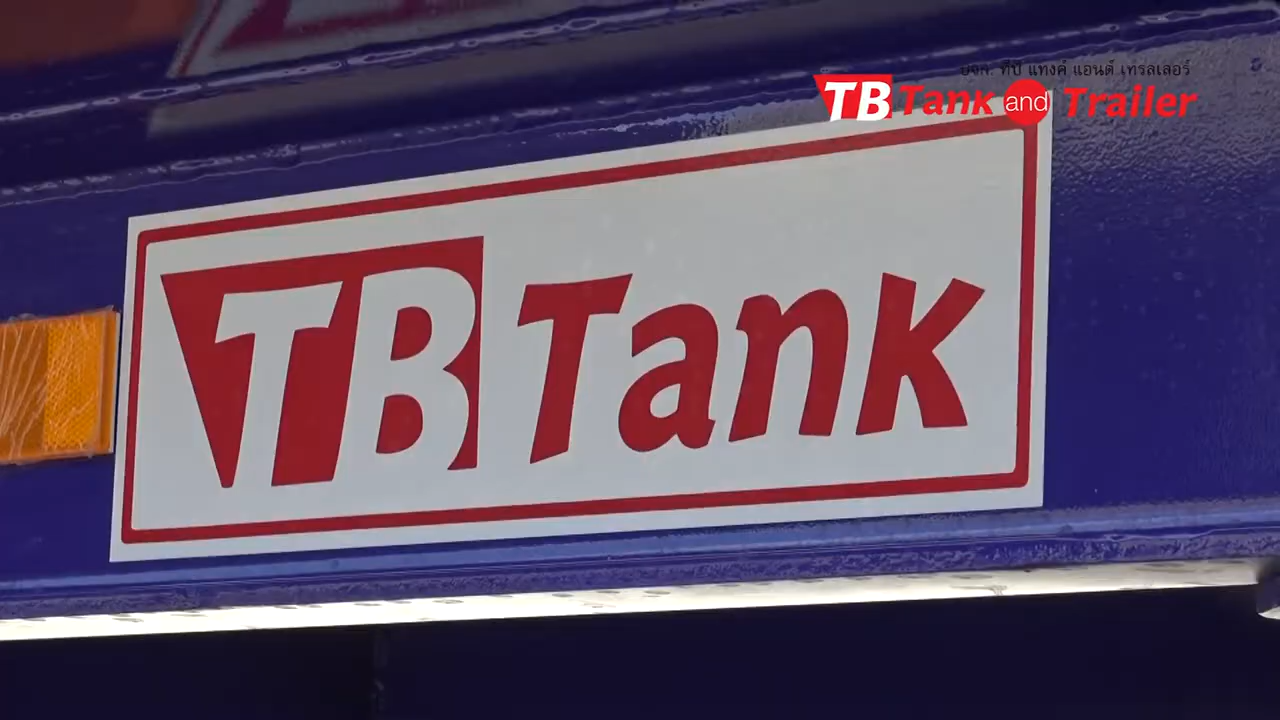 บจก. ทีบี แทงค์ แอนด์ เทรลเลอร์
TB Tank and Trailer
TB Tank